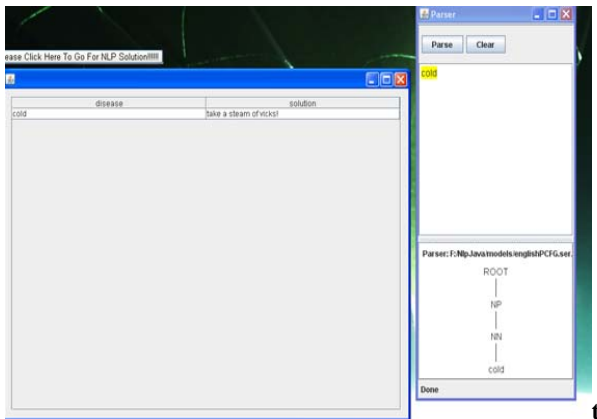 ease Click Here To Go For NLP Solution!!!!!!
disease solution
cold take a steam of vicks!
Parser
Parse Clear
cold
Parser: F:\NlpJava\models\englishPCFG.ser.
ROOT
NP
NN
cold
Done
t